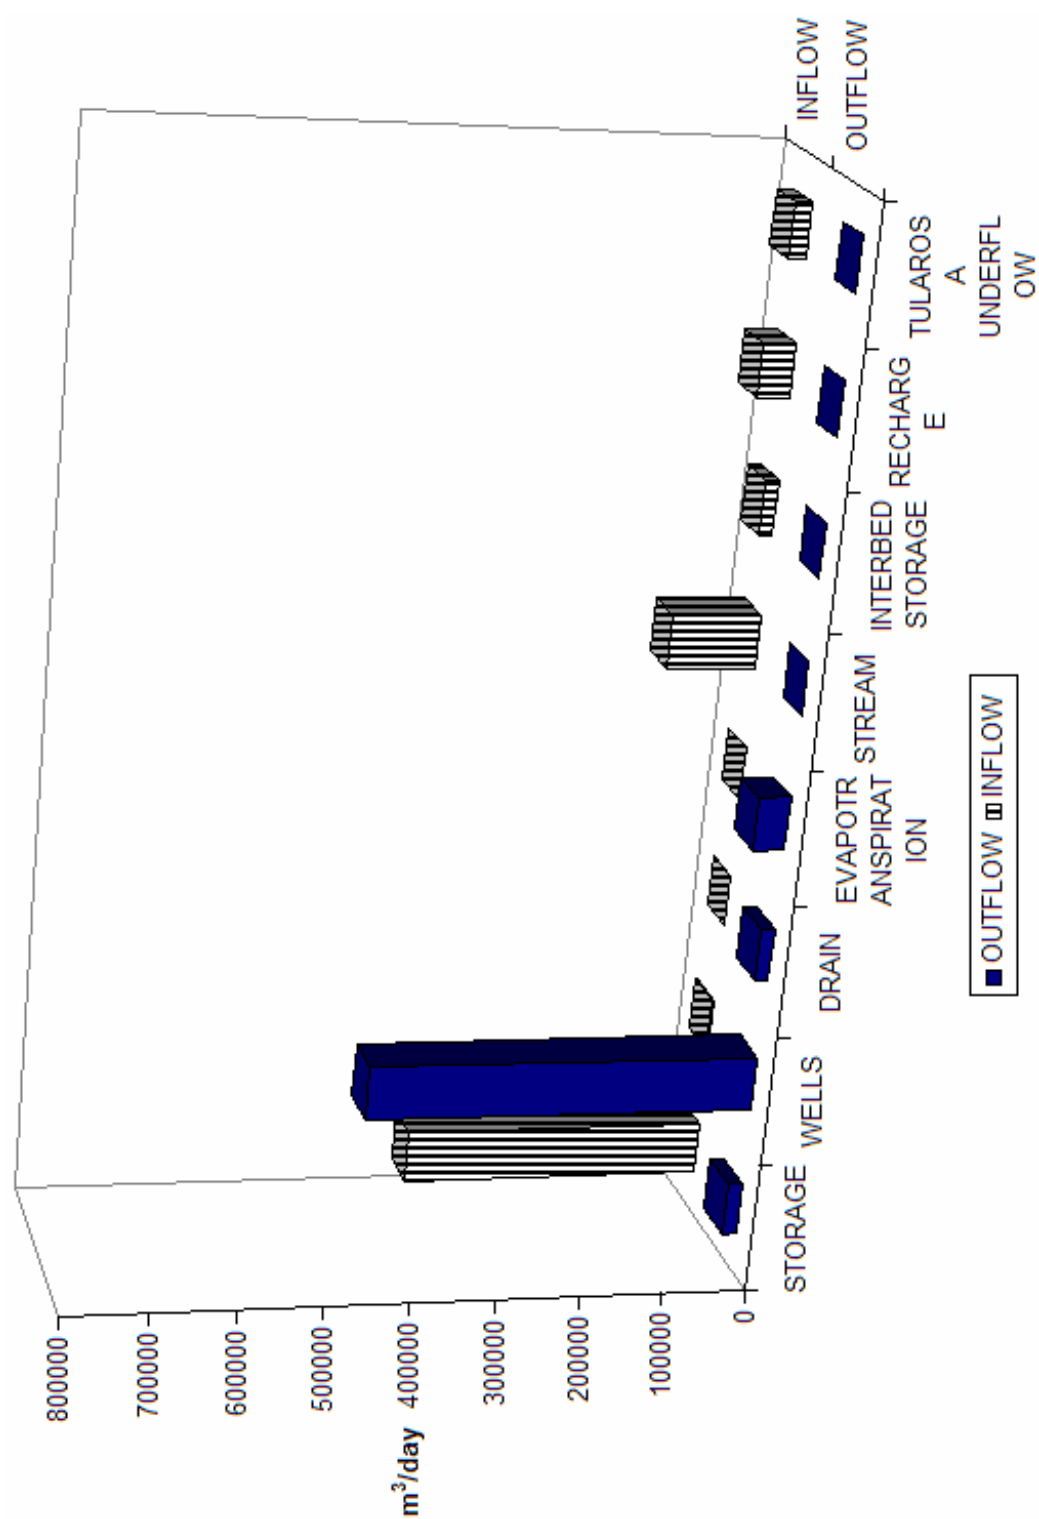 800000
700000
600000
500000
400000
300000
200000
100000
0
m³/day
STORAGE
WELLS
DRAIN
EVAPOTR
ANSPIRAT
ION
STREAM
INTERBED
STORAGE
RECHARG
E
TULAROS
A
UNDERFL
OW
OUTFLOW
INFLOW
OUTFLOW INFLOW